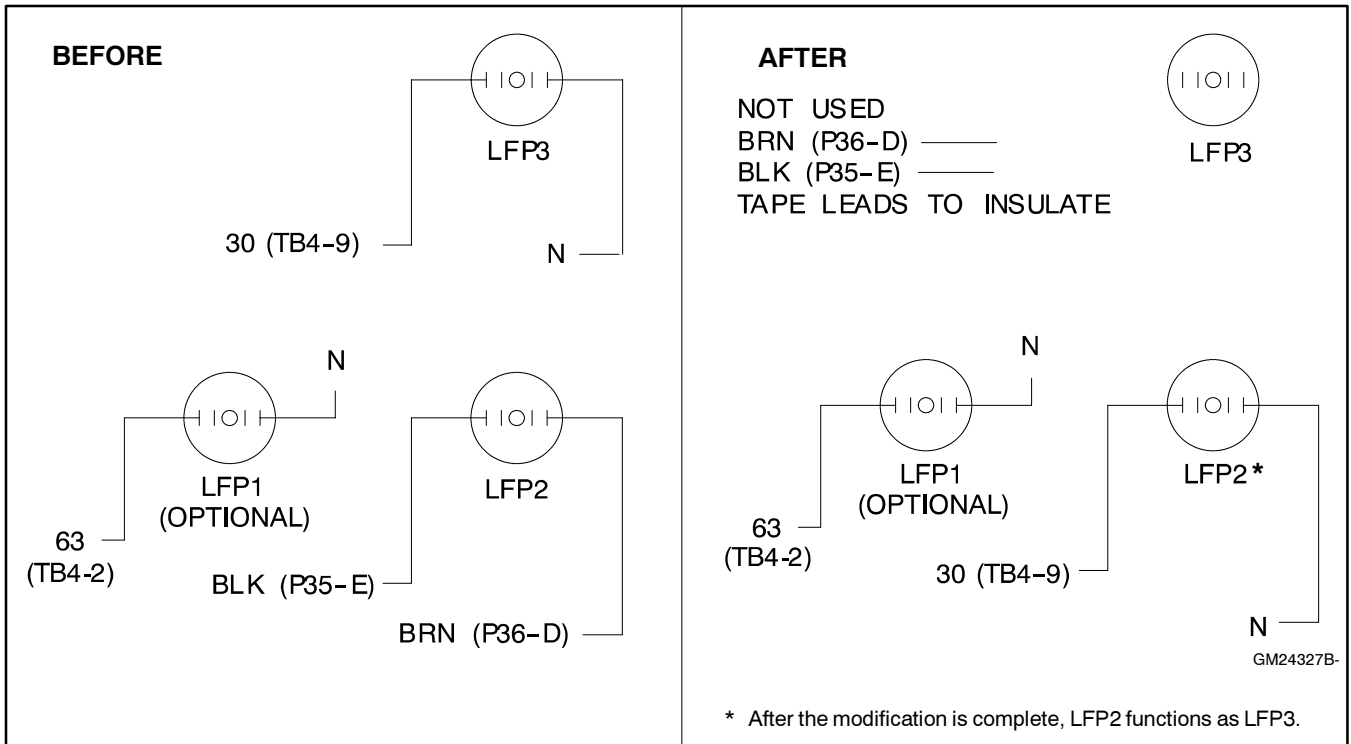 BEFORE
LFP3
30 (TB4-9)
N
N
LFP1
(OPTIONAL)
LFP2
63
(TB4-2)
BLK (P35-E)
BRN (P36-D)
AFTER
NOT USED
BRN (P36-D)
BLK (P35-E)
TAPE LEADS TO INSULATE
LFP3
N
LFP1
(OPTIONAL)
LFP2*
63
(TB4-2)
30 (TB4-9)
N
GM24327B-
* After the modification is complete, LFP2 functions as LFP3.